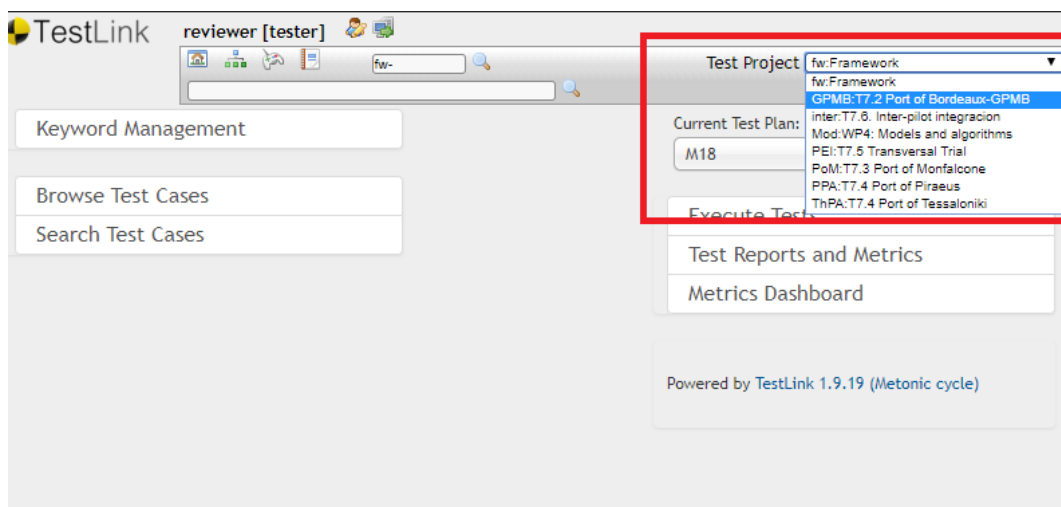 TestLink
reviewer [tester]
fw-
Test Project fw:Framework
fw:Framework
GPMB:T7.2 Port of Bordeaux-GPMB
inter:T7.6. Inter-pilot integracion
Mod:WP4: Models and algorithms
PEI:T7.5 Transversal Trial
PoM:T7.3 Port of Monfalcone
PPA:T7.4 Port of Piraeus
ThPA:T7.4 Port of Tessaloniki
Keyword Management
Browse Test Cases
Search Test Cases
Current Test Plan:
M18
Execute Tests
Test Reports and Metrics
Metrics Dashboard
Powered by TestLink 1.9.19 (Metonic cycle)